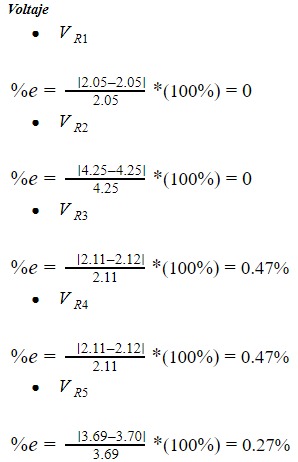 Voltaje
• V R1
%e = |2.05–2.05| / 2.05 *(100%) = 0
• V R2
%e = |4.25–4.25| / 4.25 *(100%) = 0
• V R3
%e = |2.11–2.12| / 2.11 *(100%) = 0.47%
• V R4
%e = |2.11–2.12| / 2.11 *(100%) = 0.47%
• V R5
%e = |3.69–3.70| / 3.69 *(100%) = 0.27%